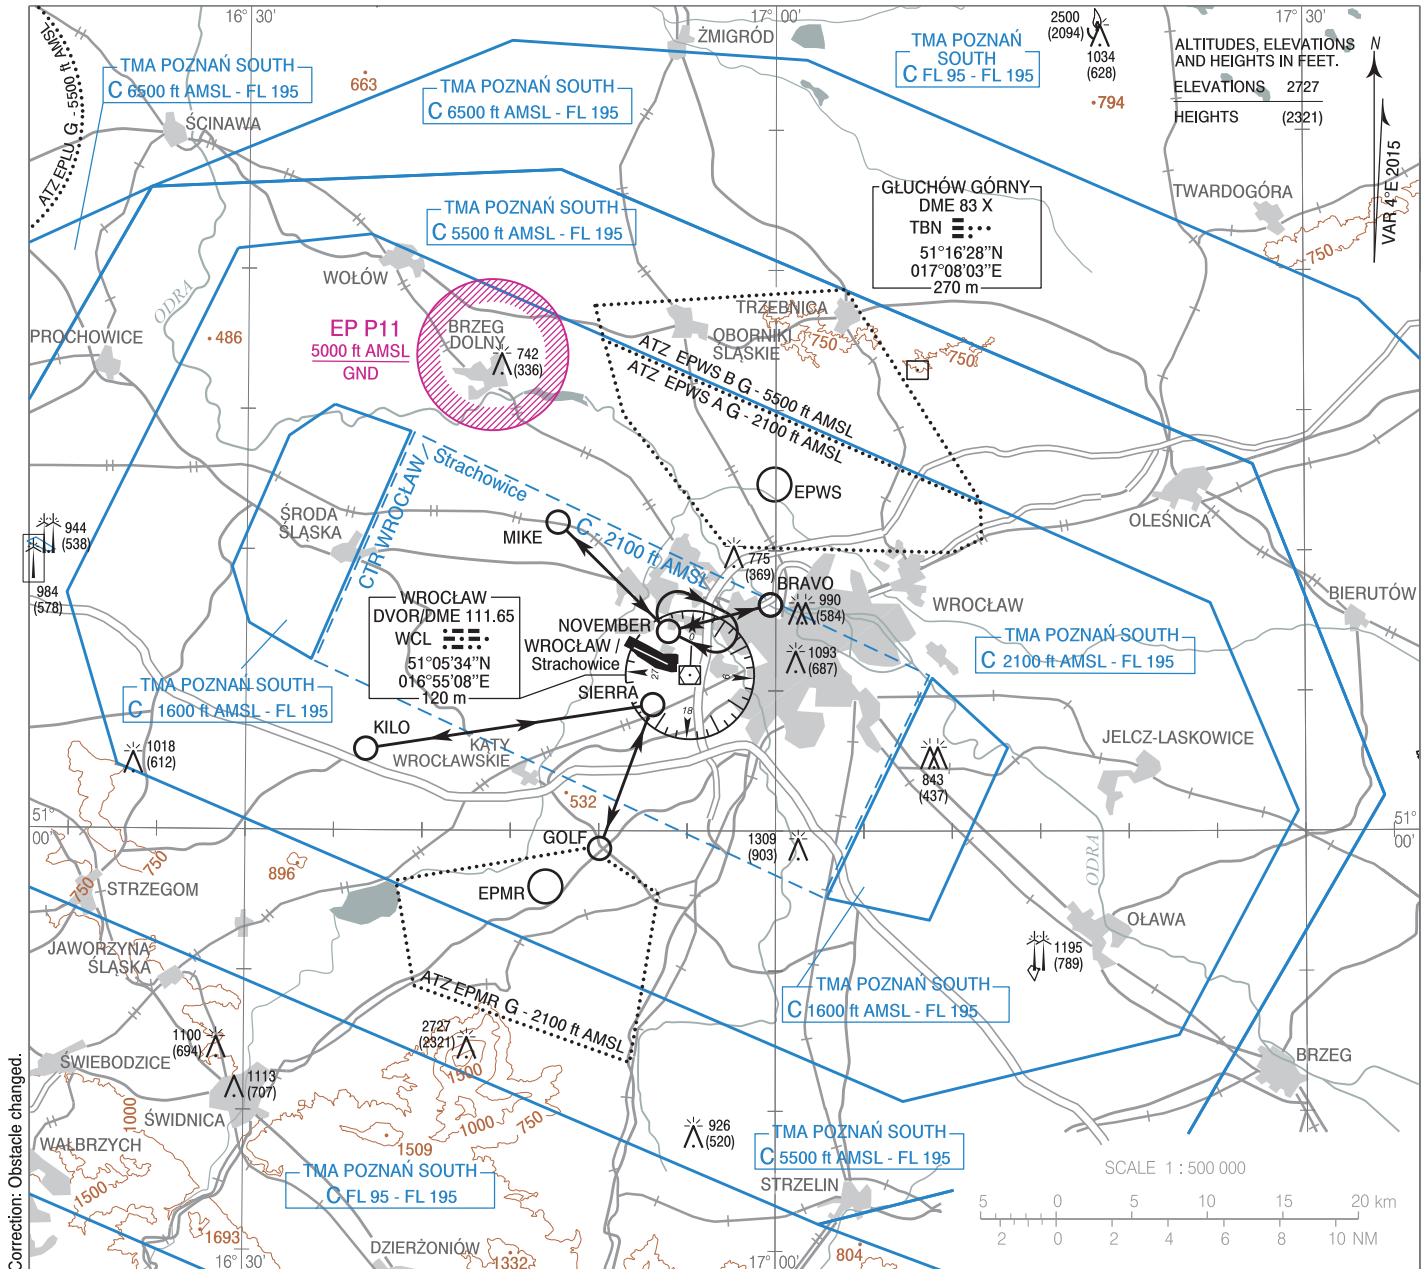 16° 30'
17° 00'
17° 30'
ATZ EPLU G - 5500 ft AMSL
TMA POZNAŃ SOUTH
C 6500 ft AMSL - FL 195
663
TMA POZNAŃ SOUTH
C 6500 ft AMSL - FL 195
ŻMIGRÓD
TMA POZNAŃ
SOUTH
C FL 95 - FL 195
2500
(2094)
1034
(628)
794
ALTITUDES, ELEVATIONS
AND HEIGHTS IN FEET.
ELEVATIONS 2727
HEIGHTS (2321)
N
VAR 4°E 2015
ŚCINAWA
TWARDOGÓRA
750
GŁUCHÓW GÓRNY
DME 83 X
TBN
51°16'28"N
017°08'03"E
270 m
TMA POZNAŃ SOUTH
C 5500 ft AMSL - FL 195
WOŁÓW
ODRA
PROCHOWICE
486
EP P11
5000 ft AMSL
GND
BRZEG
DOLNY
742
(336)
TRZEBNICA
OBORNIKI
ŚLĄSKIE
750
750
ATZ EPWS B G - 5500 ft AMSL
ATZ EPWS A G - 2100 ft AMSL
EPWS
CTR WROCŁAW / Strachowice
C - 2100 ft AMSL
ŚRODA
ŚLĄSKA
MIKE
OLEŚNICA
944
(538)
984
(578)
775
(369)
BRAVO
990
(584)
WROCŁAW
BIERUTÓW
WROCŁAW
DVOR/DME 111.65
WCL
51°05'34"N
016°55'08"E
120 m
NOVEMBER
WROCŁAW /
Strachowice
0
9
18
27
1093
(687)
TMA POZNAŃ SOUTH
C 2100 ft AMSL - FL 195
TMA POZNAŃ SOUTH
C 1600 ft AMSL - FL 195
SIERRA
KILO
KĄTY
WROCŁAWSKIE
1018
(612)
JELCZ-LASKOWICE
843
(437)
532
51°
00'
51°
00'
GOLF
1309
(903)
ODRA
750
750
STRZEGOM
896
EPMR
OŁAWA
JAWORZYNA
ŚLĄSKA
1195
(789)
ATZ EPMR G - 2100 ft AMSL
TMA POZNAŃ SOUTH
C 1600 ft AMSL - FL 195
1100
(694)
2727
(2321)
1500
BRZEG
ŚWIEBODZICE
1113
(707)
1000
ŚWIDNICA
1000
750
926
(520)
WAŁBRZYCH
1509
TMA POZNAŃ SOUTH
C 5500 ft AMSL - FL 195
TMA POZNAŃ SOUTH
C FL 95 - FL 195
1500
STRZELIN
SCALE 1 : 500 000
5 0 5 10 15 20 km
2 0 2 4 6 8 10 NM
1693
DZIERŻONIÓW
1332
804
16° 30'
17° 00'
Correction: Obstacle changed.